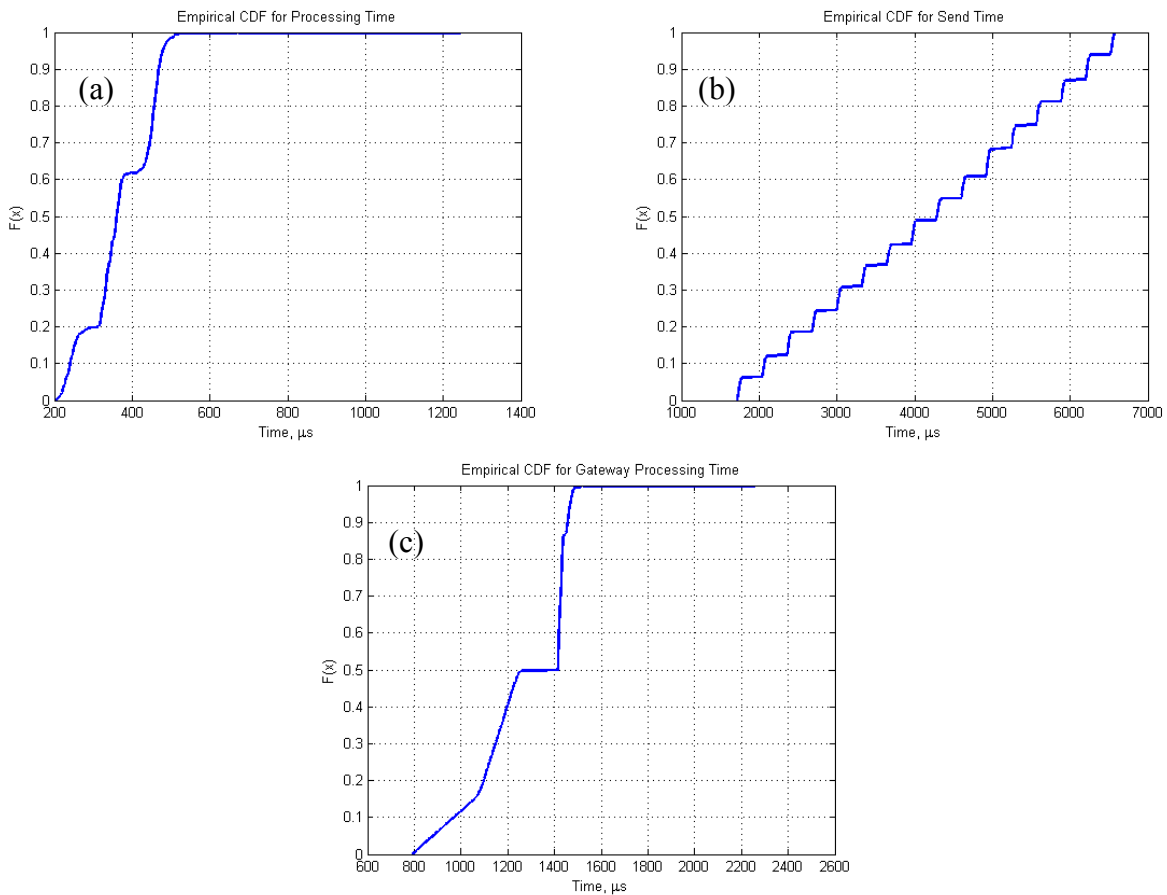 Empirical CDF for Processing Time
1
0.9
0.8
0.7
0.6
0.5
0.4
0.3
0.2
0.1
0
F(x)
(a)
200 400 600 800 1000 1200 1400
Time, μs
Empirical CDF for Send Time
1
0.9
0.8
0.7
0.6
0.5
0.4
0.3
0.2
0.1
0
F(x)
(b)
1000 2000 3000 4000 5000 6000 7000
Time, μs
Empirical CDF for Gateway Processing Time
1
0.9
0.8
0.7
0.6
0.5
0.4
0.3
0.2
0.1
0
F(x)
(c)
600 800 1000 1200 1400 1600 1800 2000 2200 2400 2600
Time, μs